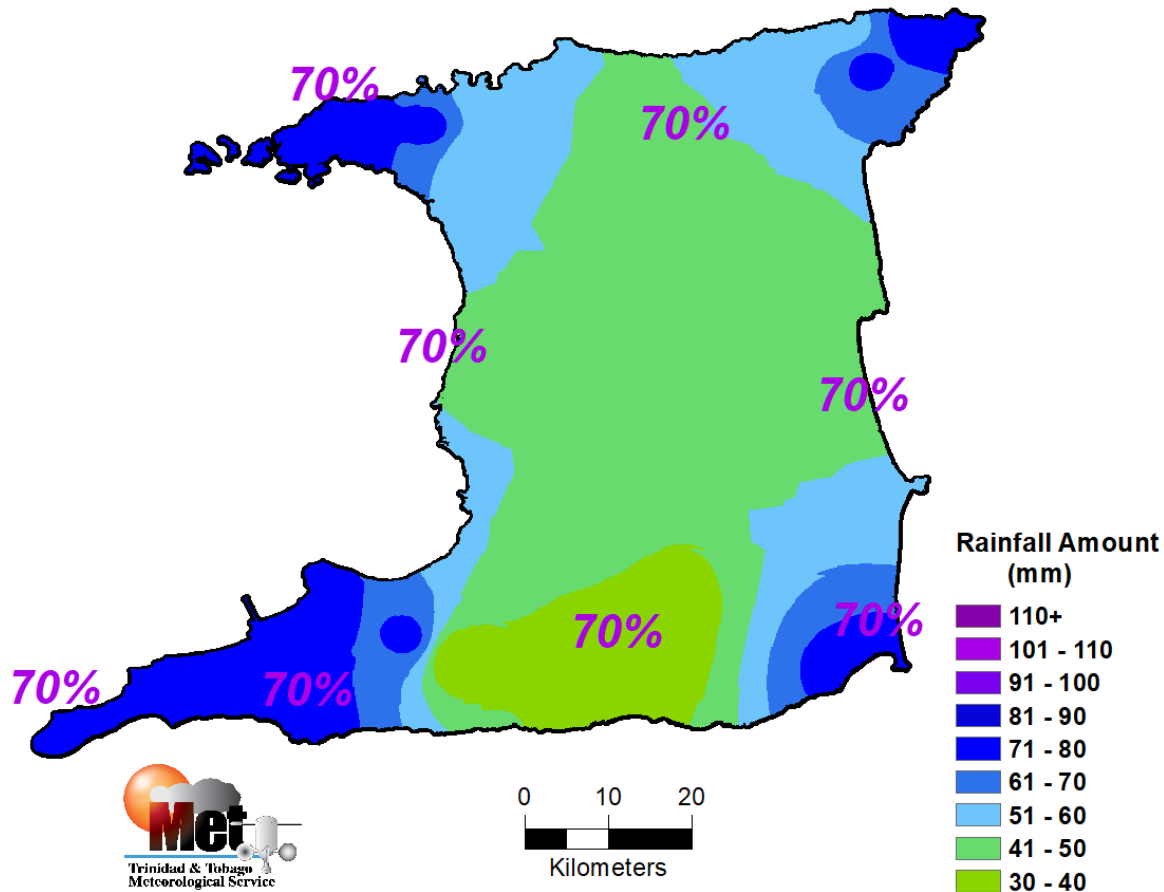 70%
70%
70%
70%
70%
70%
70%
70%
Rainfall Amount
(mm)
110+
101 - 110
91 - 100
81 - 90
71 - 80
61 - 70
51 - 60
41 - 50
30 - 40
0 10 20
Kilometers
Met
Trinidad & Tobago
Meteorological Service